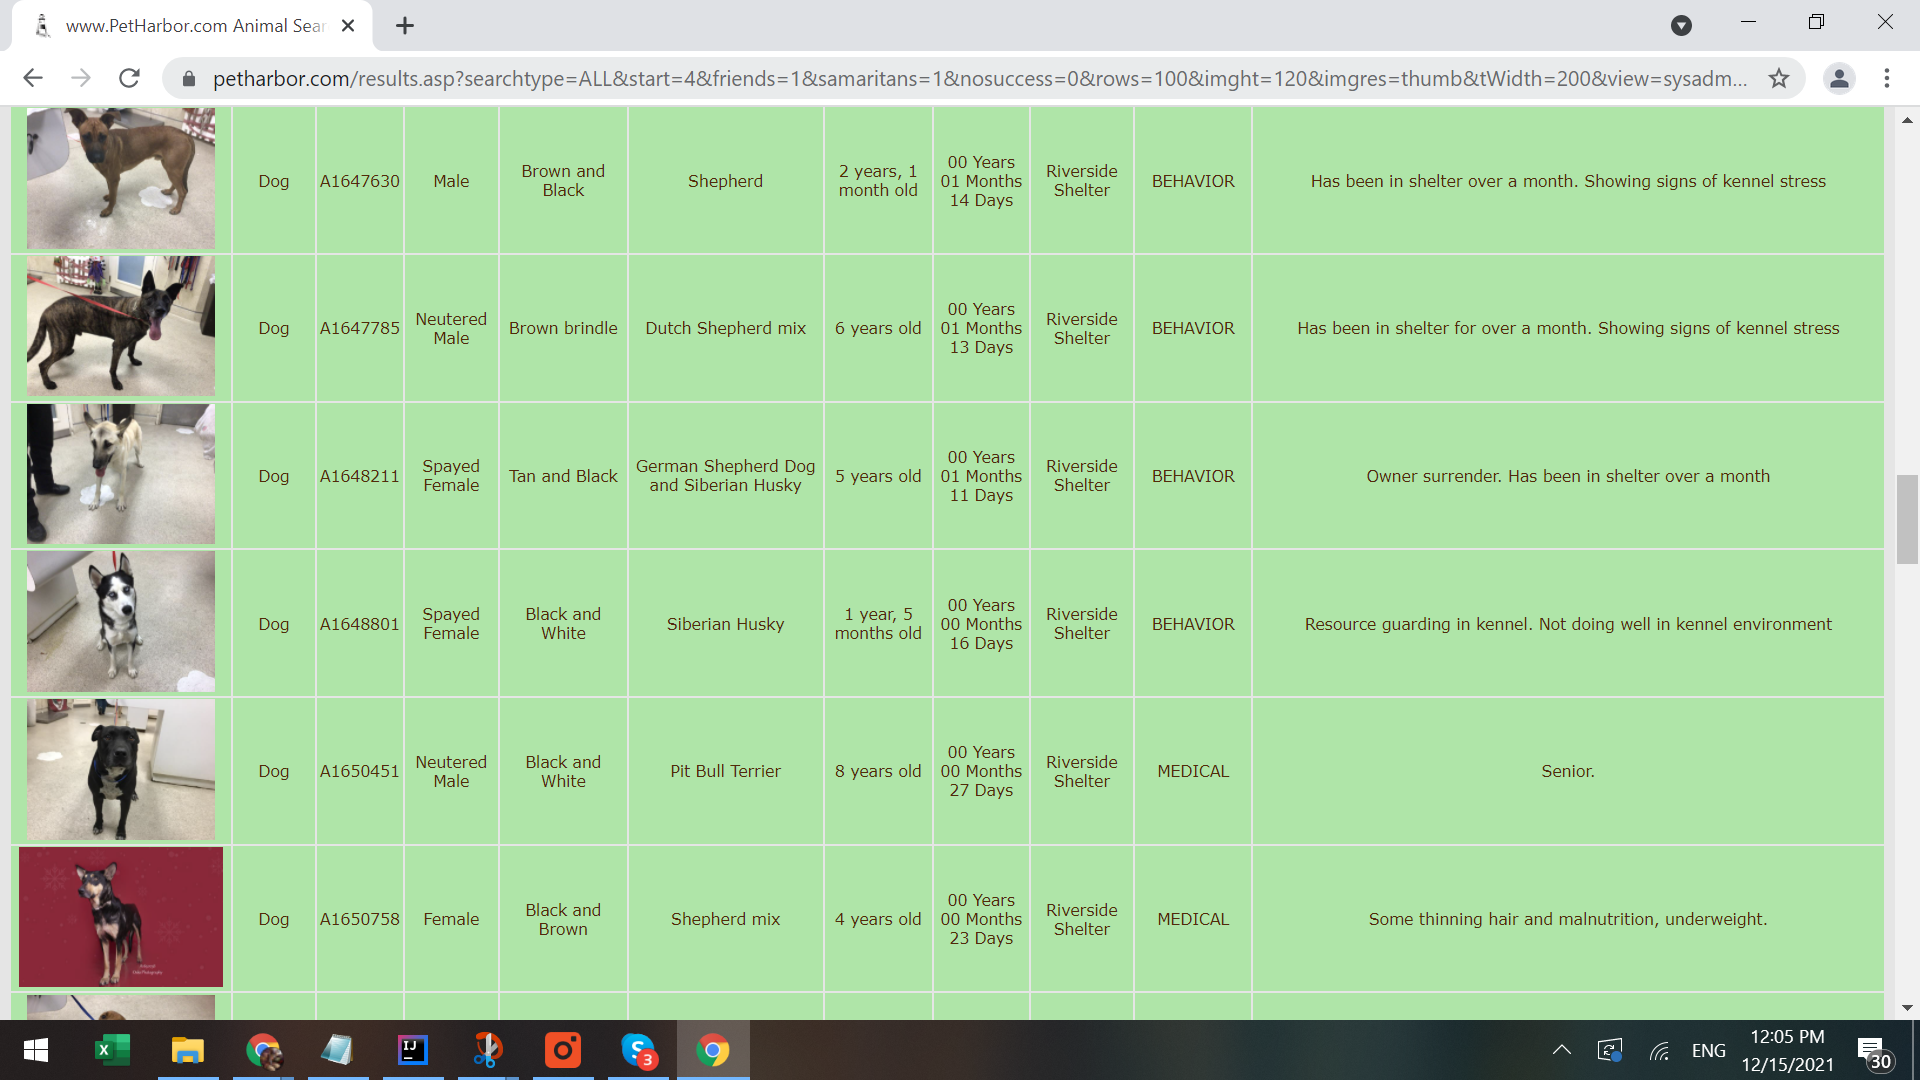 www.PetHarbor.com Animal Sear
petharbor.com/results.asp?searchtype=ALL&start=4&friends=1&samaritans=1&nosuccess=0&rows=100&imght=120&imgres=thumb&tWidth=200&view=sysadm...
Dog
A1647630
Male
Brown and
Black
Shepherd
2 years, 1
month old
00 Years
01 Months
14 Days
Riverside
Shelter
BEHAVIOR
Has been in shelter over a month. Showing signs of kennel stress
Dog
A1647785
Neutered
Male
Brown brindle
Dutch Shepherd mix
6 years old
00 Years
01 Months
13 Days
Riverside
Shelter
BEHAVIOR
Has been in shelter for over a month. Showing signs of kennel stress
Dog
A1648211
Spayed
Female
Tan and Black
German Shepherd Dog
and Siberian Husky
5 years old
00 Years
01 Months
11 Days
Riverside
Shelter
BEHAVIOR
Owner surrender. Has been in shelter over a month
Dog
A1648801
Spayed
Female
Black and
White
Siberian Husky
1 year, 5
months old
00 Years
00 Months
16 Days
Riverside
Shelter
BEHAVIOR
Resource guarding in kennel. Not doing well in kennel environment
Dog
A1650451
Neutered
Male
Black and
White
Pit Bull Terrier
8 years old
00 Years
00 Months
27 Days
Riverside
Shelter
MEDICAL
Senior.
Dog
A1650758
Female
Black and
Brown
Shepherd mix
4 years old
00 Years
00 Months
23 Days
Riverside
Shelter
MEDICAL
Some thinning hair and malnutrition, underweight.
X
IJ
S
3
ENG
12:05 PM
12/15/2021
30